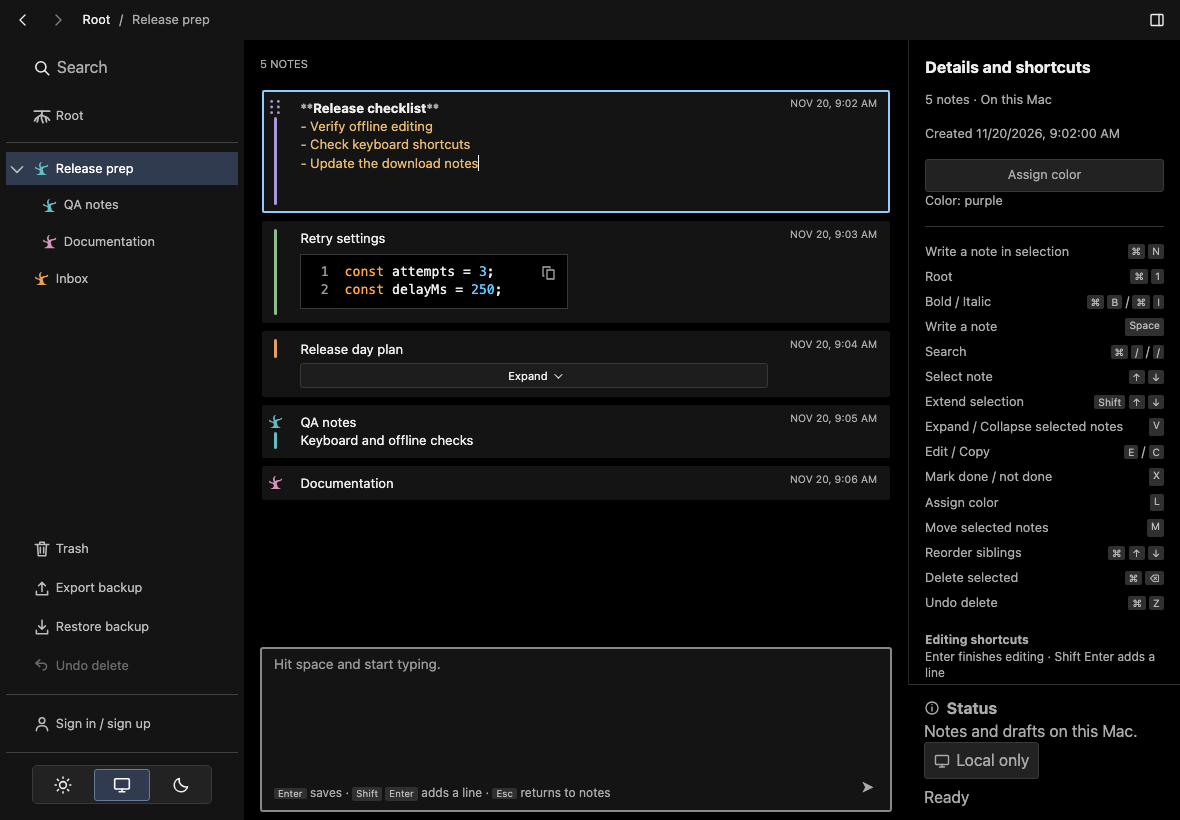 Root / Release prep
Search
Root
Release prep
QA notes
Documentation
Inbox
Trash
Export backup
Restore backup
Undo delete
Sign in / sign up
5 NOTES
**Release checklist**
NOV 20, 9:02 AM
- Verify offline editing
- Check keyboard shortcuts
- Update the download notes
Retry settings
NOV 20, 9:03 AM
1 const attempts = 3;
2 const delayMs = 250;
Release day plan
NOV 20, 9:04 AM
Expand
QA notes
NOV 20, 9:05 AM
Keyboard and offline checks
Documentation
NOV 20, 9:06 AM
Hit space and start typing.
Enter saves · Shift Enter adds a line · Esc returns to notes
Details and shortcuts
5 notes · On this Mac
Created 11/20/2026, 9:02:00 AM
Assign color
Color: purple
Write a note in selection ⌘ N
Root ⌘ 1
Bold / Italic ⌘ B / ⌘ I
Write a note Space
Search ⌘ / / /
Select note ↑ ↓
Extend selection Shift ↑ ↓
Expand / Collapse selected notes V
Edit / Copy E / C
Mark done / not done X
Assign color L
Move selected notes M
Reorder siblings ⌘ ↑ ↓
Delete selected ⌘ ⌫
Undo delete ⌘ Z
Editing shortcuts
Enter finishes editing · Shift Enter adds a
line
Status
Notes and drafts on this Mac.
Local only
Ready